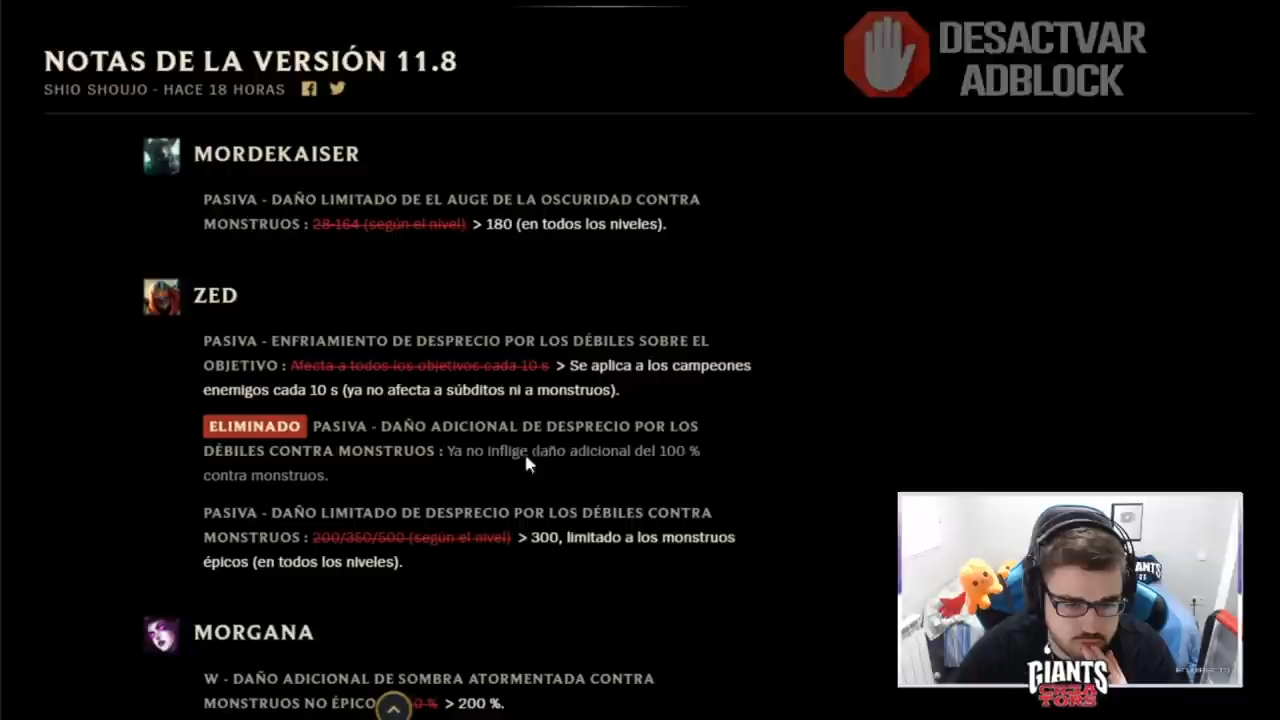 DESACTVAR
ADBLOCK
NOTAS DE LA VERSIÓN 11.8
SHIO SHOUJO - HACE 18 HORAS
MORDEKAISER
PASIVA - DAÑO LIMITADO DE EL AUGE DE LA OSCURIDAD CONTRA
MONSTRUOS : 28-164 (según el nivel) > 180 (en todos los niveles).
ZED
PASIVA - ENFRIAMIENTO DE DESPRECIO POR LOS DÉBILES SOBRE EL
OBJETIVO : Afecta a todos los objetivos cada 10 s > Se aplica a los campeones
enemigos cada 10 s (ya no afecta a súbditos ni a monstruos).
ELIMINADO PASIVA - DAÑO ADICIONAL DE DESPRECIO POR LOS
DÉBILES CONTRA MONSTRUOS : Ya no inflige daño adicional del 100 %
contra monstruos.
PASIVA - DAÑO LIMITADO DE DESPRECIO POR LOS DÉBILES CONTRA
MONSTRUOS : 200/350/500 (según el nivel) > 300, limitado a los monstruos
épicos (en todos los niveles).
MORGANA
W - DAÑO ADICIONAL DE SOMBRA ATORMENTADA CONTRA
MONSTRUOS NO ÉPICO > 200 %.
GIANTS
CR3A
TORS